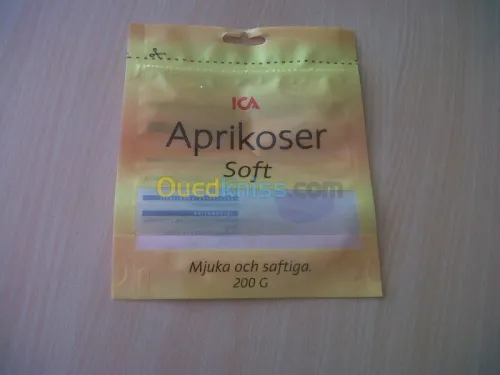 ICA
Aprikoser
Soft
Ouedkniss.com
Mjuka och saftiga.
200 G